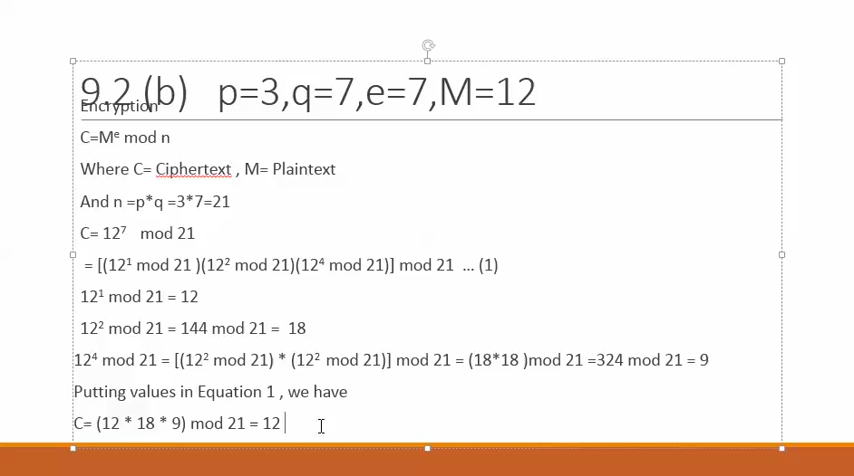 9.2 (b) p=3,q=7,e=7,M=12
Encryption
C=Mᵉ mod n
Where C= Ciphertext , M= Plaintext
And n =p*q =3*7=21
C= 12⁷ mod 21
= [(12¹ mod 21 )(12² mod 21)(12⁴ mod 21)] mod 21 ... (1)
12¹ mod 21 = 12
12² mod 21 = 144 mod 21 = 18
12⁴ mod 21 = [(12² mod 21) * (12² mod 21)] mod 21 = (18*18 )mod 21 =324 mod 21 = 9
Putting values in Equation 1 , we have
C= (12 * 18 * 9) mod 21 = 12